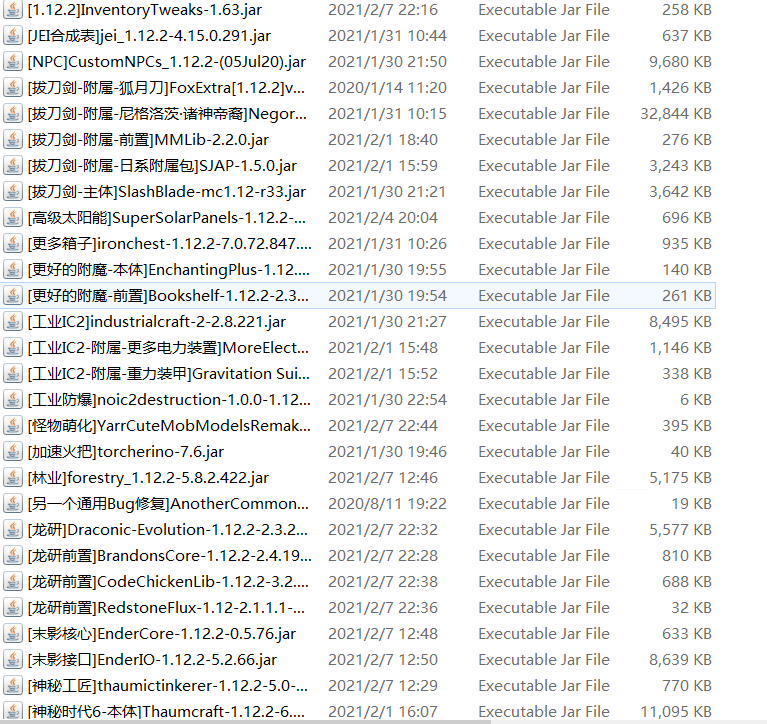 [1.12.2]InventoryTweaks-1.63.jar 2021/2/7 22:16 Executable Jar File 258 KB
[JEI合成表]jei_1.12.2-4.15.0.291.jar 2021/1/31 10:44 Executable Jar File 637 KB
[NPC]CustomNPCs_1.12.2-(05Jul20).jar 2021/1/30 21:50 Executable Jar File 9,680 KB
[拔刀剑-附属-狐月刀]FoxExtra[1.12.2]v... 2020/1/14 11:20 Executable Jar File 1,426 KB
[拔刀剑-附属-尼格洛茨·诸神帝裔]Negor... 2021/1/31 10:15 Executable Jar File 32,844 KB
[拔刀剑-附属-前置]MMLib-2.2.0.jar 2021/2/1 18:40 Executable Jar File 276 KB
[拔刀剑-附属-日系附属包]SJAP-1.5.0.jar 2021/2/1 15:59 Executable Jar File 3,243 KB
[拔刀剑-主体]SlashBlade-mc1.12-r33.jar 2021/1/30 21:21 Executable Jar File 3,642 KB
[高级太阳能]SuperSolarPanels-1.12.2-... 2021/2/4 20:04 Executable Jar File 696 KB
[更多箱子]ironchest-1.12.2-7.0.72.847.... 2021/1/31 10:26 Executable Jar File 935 KB
[更好的附魔-本体]EnchantingPlus-1.12.... 2021/1/30 19:55 Executable Jar File 140 KB
[更好的附魔-前置]Bookshelf-1.12.2-2.3... 2021/1/30 19:54 Executable Jar File 261 KB
[工业IC2]industrialcraft-2-2.8.221.jar 2021/1/30 21:27 Executable Jar File 8,495 KB
[工业IC2-附属-更多电力装置]MoreElect... 2021/2/1 15:48 Executable Jar File 1,146 KB
[工业IC2-附属-重力装甲]Gravitation Sui... 2021/2/1 15:52 Executable Jar File 338 KB
[工业防爆]noic2destruction-1.0.0-1.12... 2021/1/30 22:54 Executable Jar File 6 KB
[怪物萌化]YarrCuteMobModelsRemak... 2021/2/7 22:44 Executable Jar File 395 KB
[加速火把]torcherino-7.6.jar 2021/1/30 19:46 Executable Jar File 40 KB
[林业]forestry_1.12.2-5.8.2.422.jar 2021/2/7 12:46 Executable Jar File 5,175 KB
[另一个通用Bug修复]AnotherCommon... 2020/8/11 19:22 Executable Jar File 19 KB
[龙研]Draconic-Evolution-1.12.2-2.3.2... 2021/2/7 22:32 Executable Jar File 5,577 KB
[龙研前置]BrandonsCore-1.12.2-2.4.19... 2021/2/7 22:28 Executable Jar File 810 KB
[龙研前置]CodeChickenLib-1.12.2-3.2.... 2021/2/7 22:38 Executable Jar File 688 KB
[龙研前置]RedstoneFlux-1.12-2.1.1.1-... 2021/2/7 22:36 Executable Jar File 32 KB
[末影核心]EnderCore-1.12.2-0.5.76.jar 2021/2/7 12:48 Executable Jar File 633 KB
[末影接口]EnderIO-1.12.2-5.2.66.jar 2021/2/7 12:50 Executable Jar File 8,639 KB
[神秘工匠]thaumictinkerer-1.12.2-5.0-... 2021/2/7 12:29 Executable Jar File 770 KB
[神秘时代6-本体]Thaumcraft-1.12.2-6.... 2021/2/1 16:07 Executable Jar File 11,095 KB